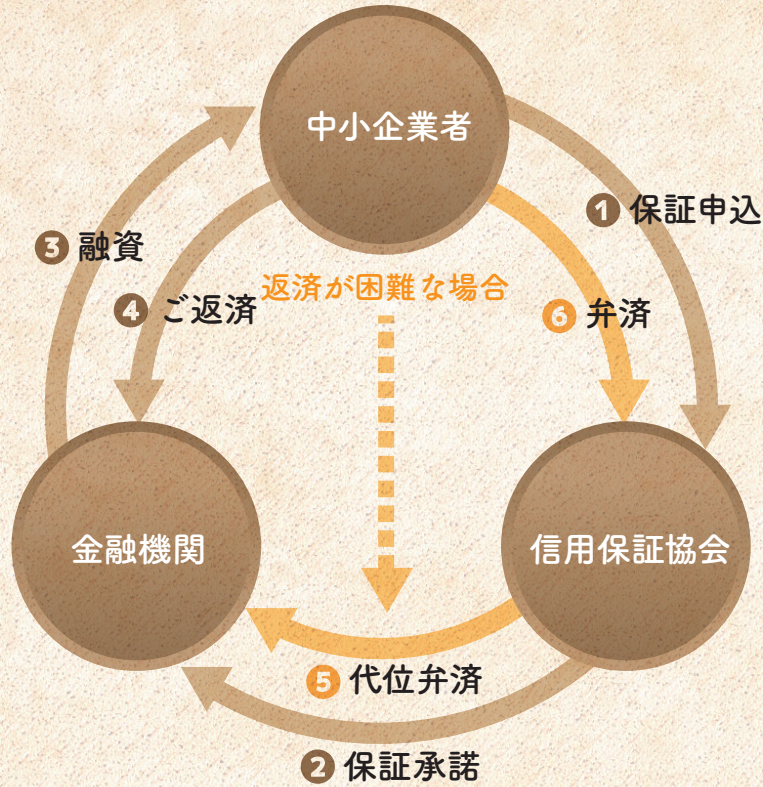 中小企業者
❶ 保証申込
❸ 融資
返済が困難な場合
❹ ご返済
❻ 弁済
金融機関
信用保証協会
❺ 代位弁済
❷ 保証承諾